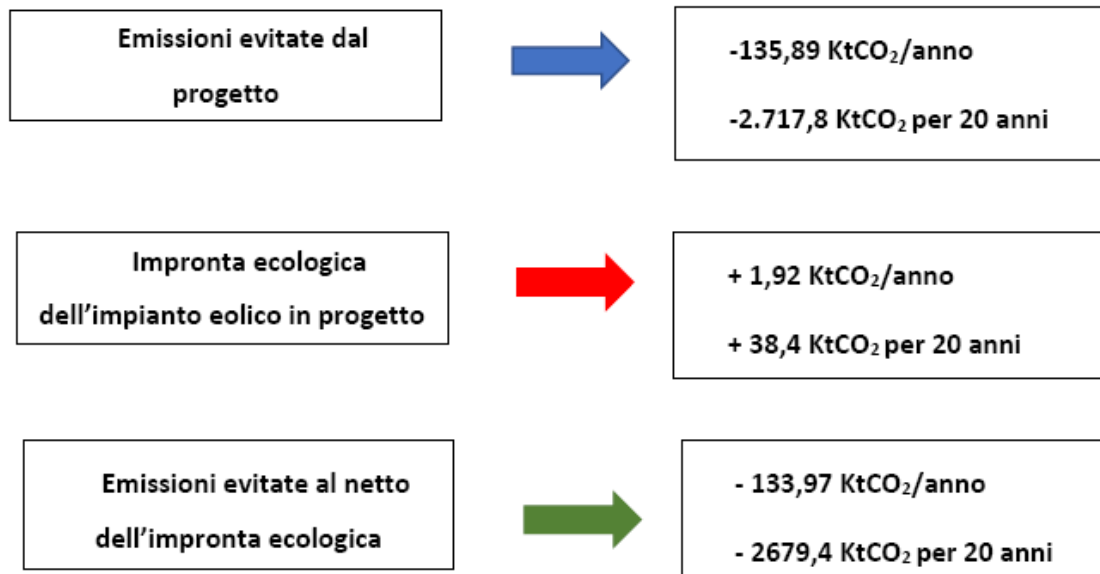 Emissioni evitate dal
progetto
-135,89 KtCO₂/anno
-2.717,8 KtCO₂ per 20 anni
Impronta ecologica
dell’impianto eolico in progetto
+ 1,92 KtCO₂/anno
+ 38,4 KtCO₂ per 20 anni
Emissioni evitate al netto
dell’impronta ecologica
- 133,97 KtCO₂/anno
- 2679,4 KtCO₂ per 20 anni